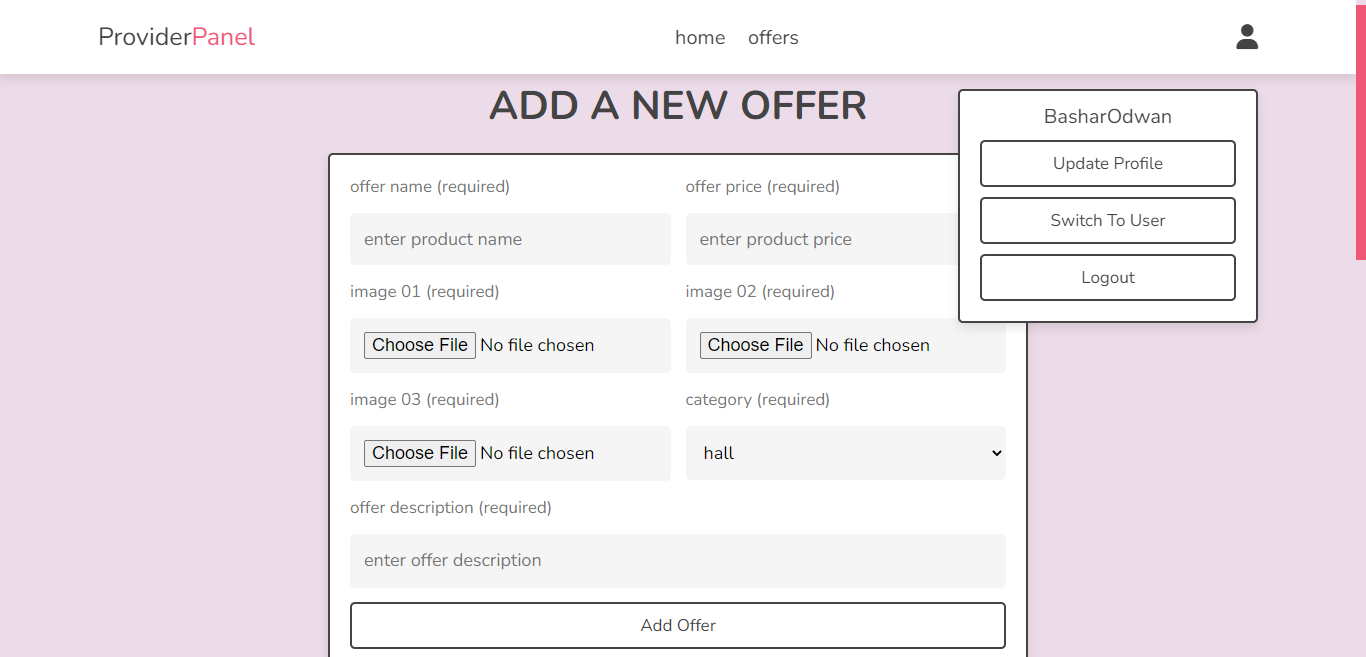 ProviderPanel
home offers
ADD A NEW OFFER
BasharOdwan
Update Profile
Switch To User
Logout
offer name (required) offer price (required)
enter product name enter product price
image 01 (required) image 02 (required)
Choose File No file chosen Choose File No file chosen
image 03 (required) category (required)
Choose File No file chosen hall
offer description (required)
enter offer description
Add Offer